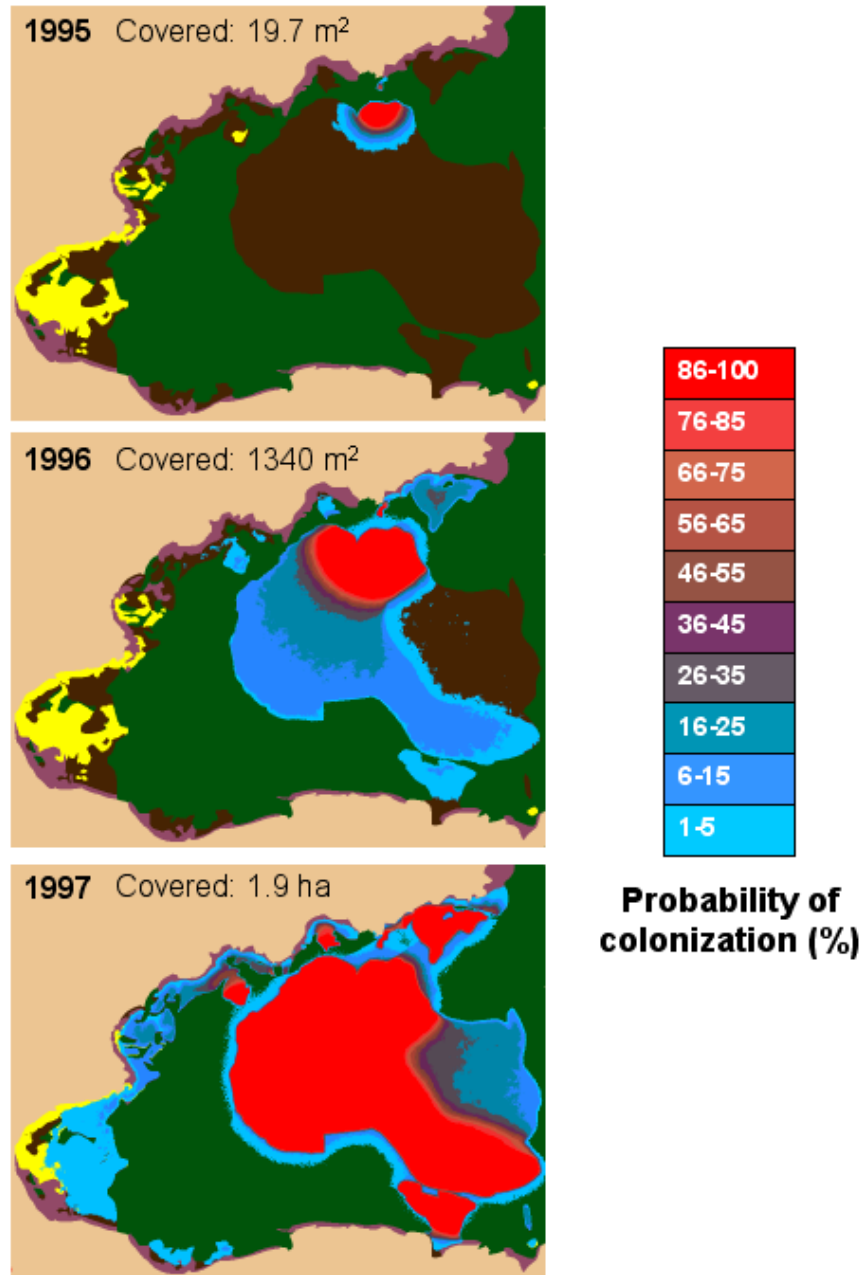 1995 Covered: 19.7 m²
1996 Covered: 1340 m²
1997 Covered: 1.9 ha
86-100
76-85
66-75
56-65
46-55
36-45
26-35
16-25
6-15
1-5
Probability of
colonization (%)